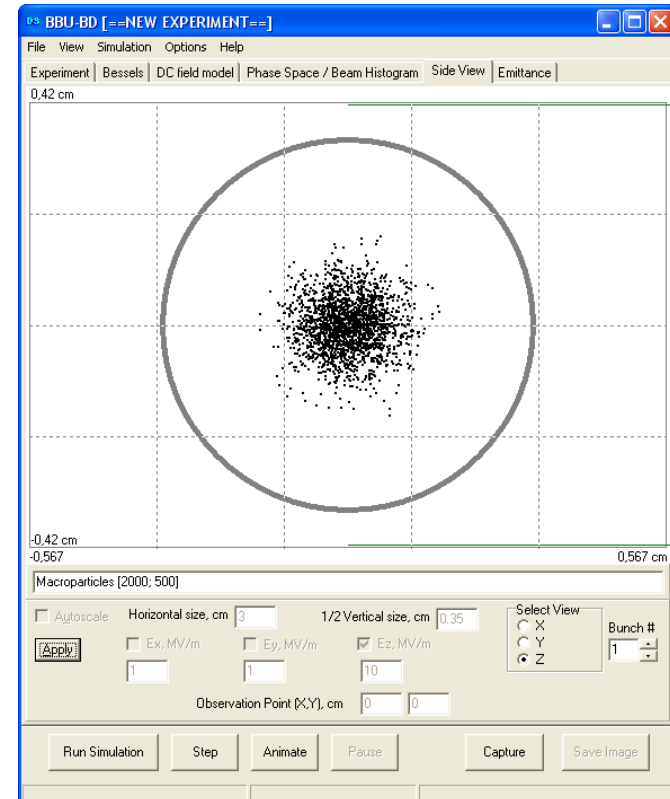 DS BBU-BD [==NEW EXPERIMENT==]
File View Simulation Options Help
Experiment Bessels DC field model Phase Space / Beam Histogram Side View Emittance
0,42 cm
-0,42 cm
-0,567 0,567 cm
Macroparticles [2000; 500]
Autoscale Horizontal size, cm 3 1/2 Vertical size, cm 0.35 Select View
X
Apply Ex, MV/m Ey, MV/m Ez, MV/m Y Bunch #
1 1 10 Z 1
Observation Point (X,Y), cm 0 0
Run Simulation Step Animate Pause Capture Save Image